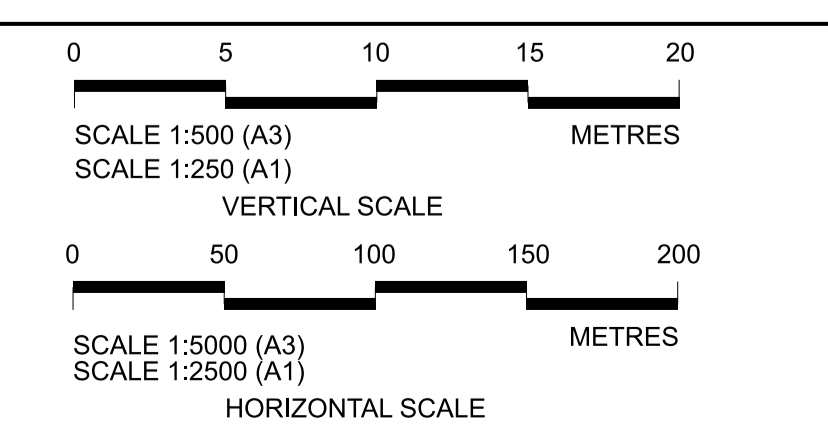 0 5 10 15 20
SCALE 1:500 (A3) METRES
SCALE 1:250 (A1)
VERTICAL SCALE
0 50 100 150 200
SCALE 1:5000 (A3) METRES
SCALE 1:2500 (A1)
HORIZONTAL SCALE